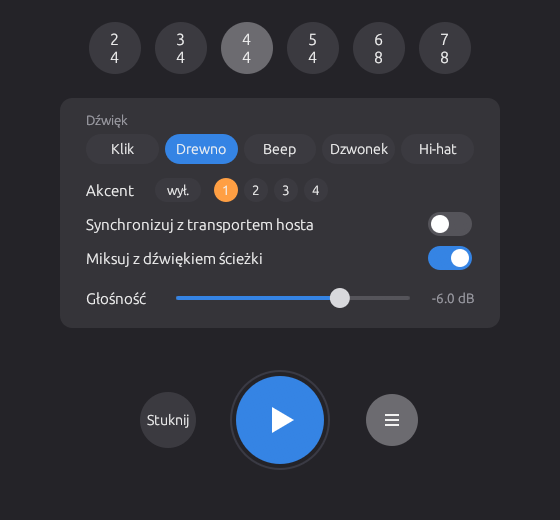 2 3 4 5 6 7
4 4 4 4 8 8
Dźwięk
Klik Drewno Beep Dzwonek Hi-hat
Akcent wył. 1 2 3 4
Synchronizuj z transportem hosta
Miksuj z dźwiękiem ścieżki
Głośność -6.0 dB
Stuknij